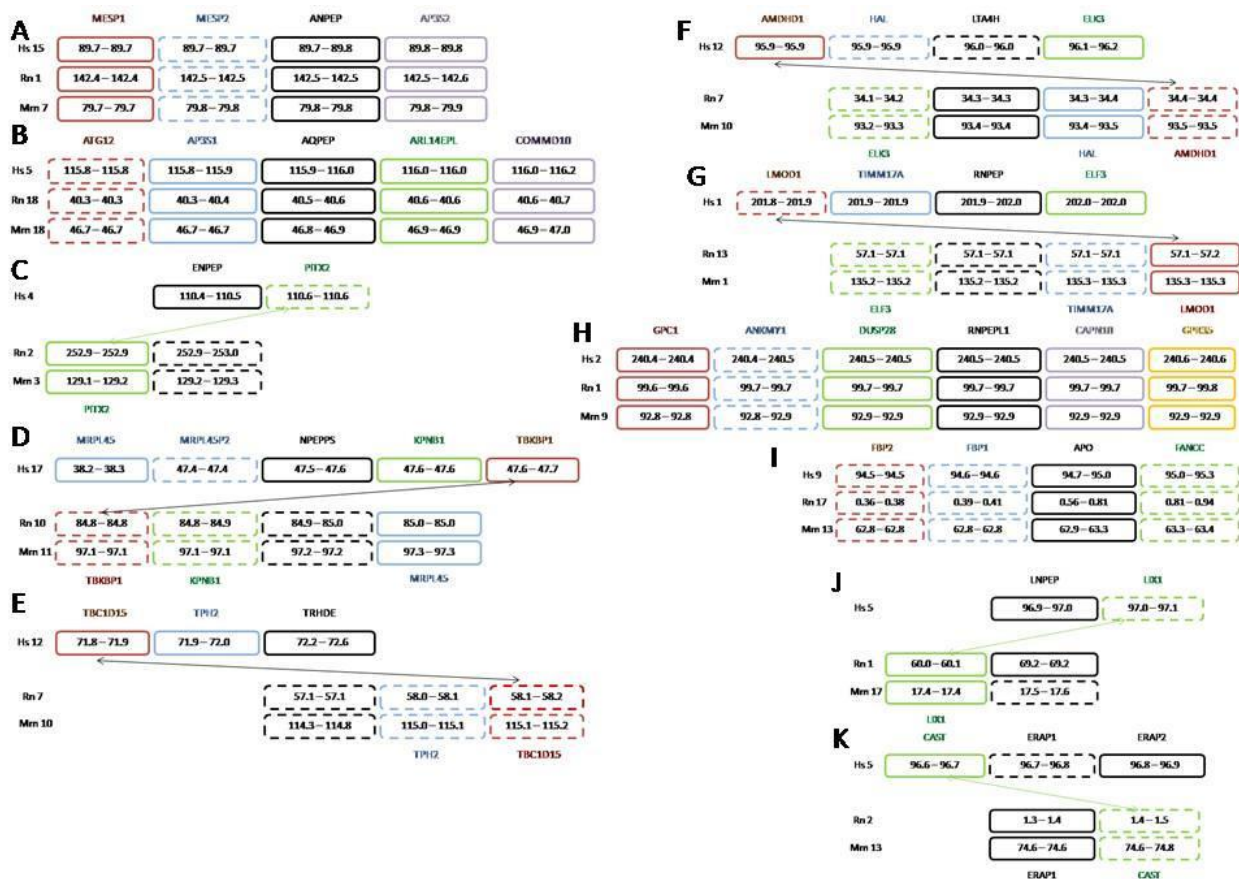 A
MESP1 MESP2 ANPEP AP3S2
Hs 15 89.7–89.7 89.7–89.7 89.7–89.8 89.8–89.8
Rn 1 142.4–142.4 142.5–142.5 142.5–142.5 142.5–142.6
Mm 7 79.7–79.7 79.8–79.8 79.8–79.8 79.8–79.9
B
ATG12 AP3S1 AQPEP ARL14EPL COMMD10
Hs 5 115.8–115.8 115.8–115.9 115.9–116.0 116.0–116.0 116.0–116.2
Rn 18 40.3–40.3 40.3–40.4 40.5–40.6 40.6–40.6 40.6–40.7
Mm 18 46.7–46.7 46.7–46.7 46.8–46.9 46.9–46.9 46.9–47.0
C
ENPEP PITX2
Hs 4 110.4–110.5 110.6–110.6
Rn 2 252.9–252.9 252.9–253.0
Mm 3 129.1–129.2 129.2–129.3
PITX2
D
MRPL45 MRPL45P2 NPEPPS KPNB1 TBKBP1
Hs 17 38.2–38.3 47.4–47.4 47.5–47.6 47.6–47.6 47.6–47.7
Rn 10 84.8–84.8 84.8–84.9 84.9–85.0 85.0–85.0
Mm 11 97.1–97.1 97.1–97.1 97.2–97.2 97.3–97.3
TBKBP1 KPNB1 MRPL45
E
TBC1D15 TPH2 TRHDE
Hs 12 71.8–71.9 71.9–72.0 72.2–72.6
Rn 7 57.1–57.1 58.0–58.1 58.1–58.2
Mm 10 114.3–114.8 115.0–115.1 115.1–115.2
TPH2 TBC1D15
F
AMDHD1 HAL LTA4H ELK3
Hs 12 95.9–95.9 95.9–95.9 96.0–96.0 96.1–96.2
Rn 7 34.1–34.2 34.3–34.3 34.3–34.4 34.4–34.4
Mm 10 93.2–93.3 93.4–93.4 93.4–93.5 93.5–93.5
ELK3 HAL AMDHD1
G
LMOD1 TIMM17A RNPEP ELF3
Hs 1 201.8–201.9 201.9–201.9 201.9–202.0 202.0–202.0
Rn 13 57.1–57.1 57.1–57.1 57.1–57.1 57.1–57.2
Mm 1 135.2–135.2 135.2–135.2 135.3–135.3 135.3–135.3
ELF3 TIMM17A LMOD1
H
GPC1 ANKMY1 DUSP28 RNPEPL1 CAPN10 GPR35
Hs 2 240.4–240.4 240.4–240.5 240.5–240.5 240.5–240.5 240.5–240.5 240.6–240.6
Rn 1 99.6–99.6 99.7–99.7 99.7–99.7 99.7–99.7 99.7–99.7 99.7–99.8
Mm 9 92.8–92.8 92.8–92.9 92.9–92.9 92.9–92.9 92.9–92.9 92.9–92.9
I
FBP2 FBP1 APO FANCC
Hs 9 94.5–94.5 94.6–94.6 94.7–95.0 95.0–95.3
Rn 17 0.36–0.38 0.39–0.41 0.56–0.81 0.81–0.94
Mm 13 62.8–62.8 62.8–62.8 62.9–63.3 63.3–63.4
J
LNPEP LIX1
Hs 5 96.9–97.0 97.0–97.1
Rn 1 60.0–60.1 69.2–69.2
Mm 17 17.4–17.4 17.5–17.6
LIX1
K
CAST ERAP1 ERAP2
Hs 5 96.6–96.7 96.7–96.8 96.8–96.9
Rn 2 1.3–1.4 1.4–1.5
Mm 13 74.6–74.6 74.6–74.8
ERAP1 CAST